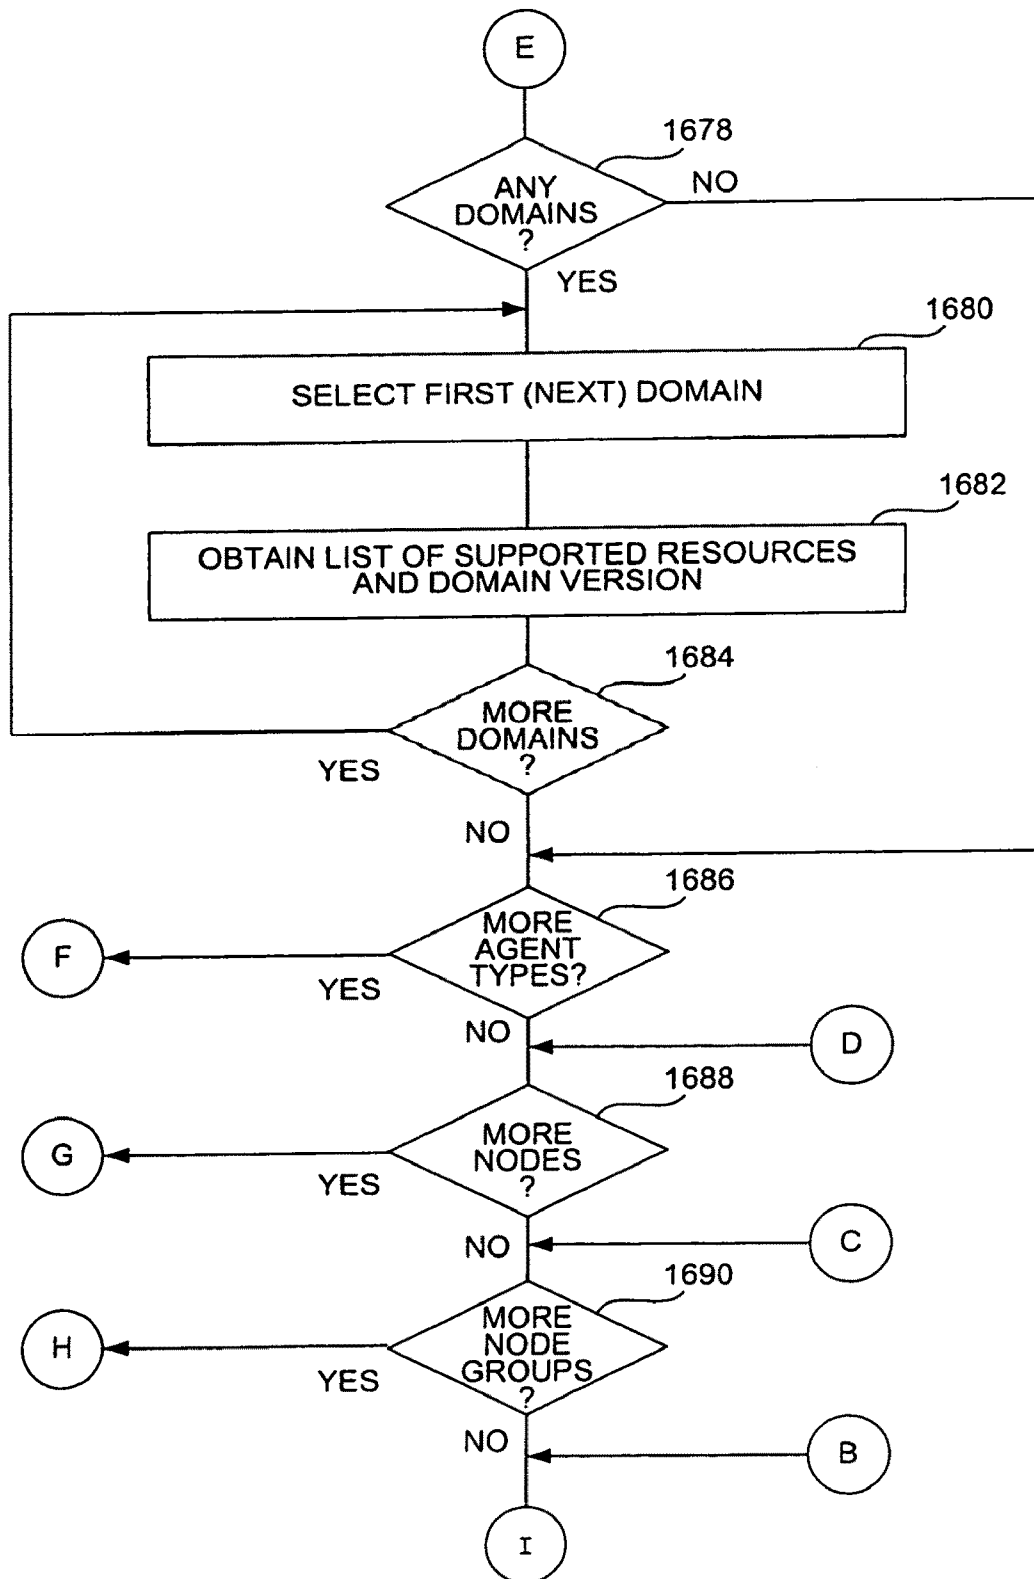 E
1678
ANY
DOMAINS
?
NO
YES
1680
SELECT FIRST (NEXT) DOMAIN
1682
OBTAIN LIST OF SUPPORTED RESOURCES
AND DOMAIN VERSION
1684
MORE
DOMAINS
?
YES
NO
1686
MORE
AGENT
TYPES?
F
YES
NO
D
1688
MORE
NODES
?
G
YES
NO
C
1690
MORE
NODE
GROUPS
?
H
YES
NO
B
I